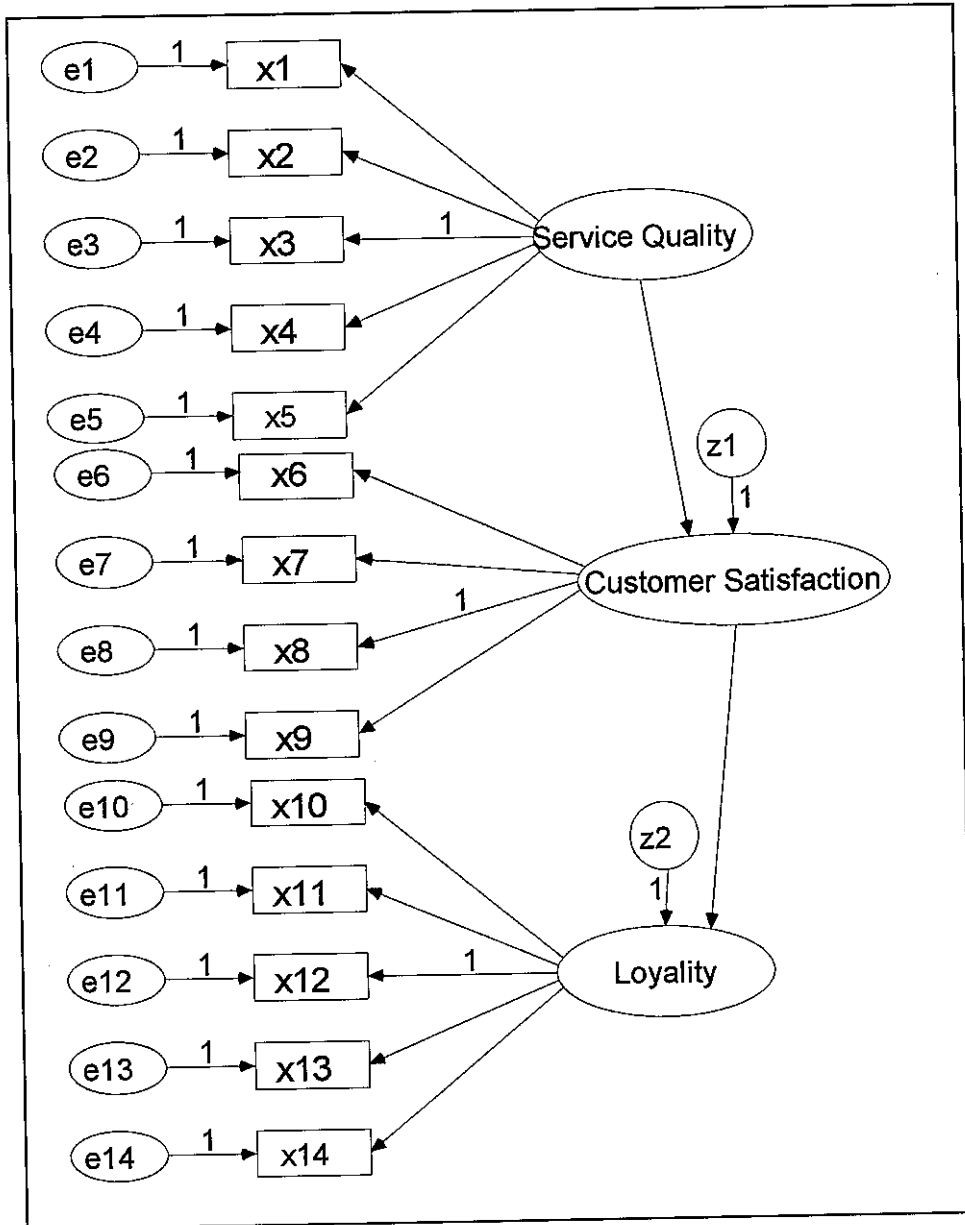 e1 1 x1
e2 1 x2
e3 1 x3 1 Service Quality
e4 1 x4
e5 1 x5
z1
1
e6 1 x6
e7 1 x7 Customer Satisfaction
e8 1 x8 1
e9 1 x9
e10 1 x10
z2
1
e11 1 x11
e12 1 x12 1 Loyality
e13 1 x13
e14 1 x14